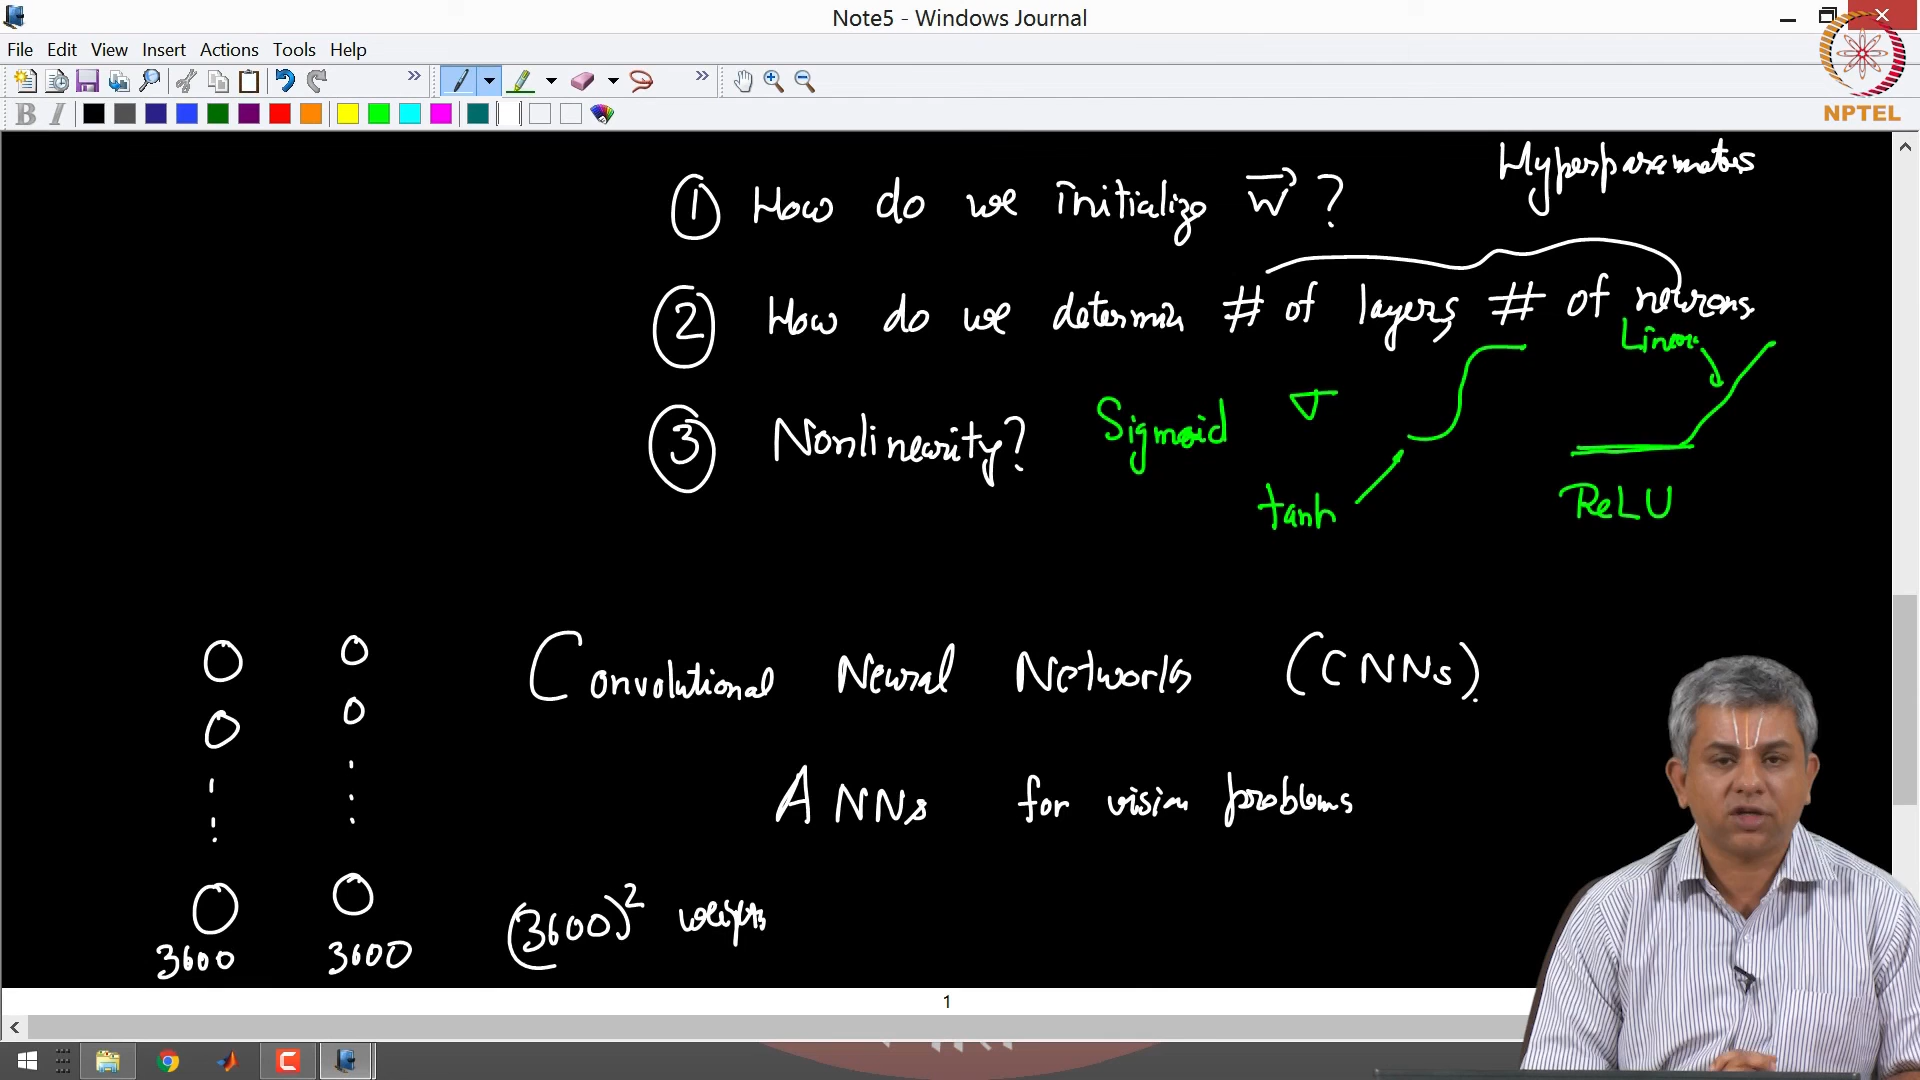 Note5 - Windows Journal
File Edit View Insert Actions Tools Help
NPTEL
Hyperparameters
① How do we initialize w⃗ ?
② How do we determin # of layers, # of neurons
Linear
③ Nonlinearity? Sigmoid σ
tanh
ReLU
Convolutional Neural Networks (CNNs)
ANNs for vision problems
3600 3600 (3600)² weights
1